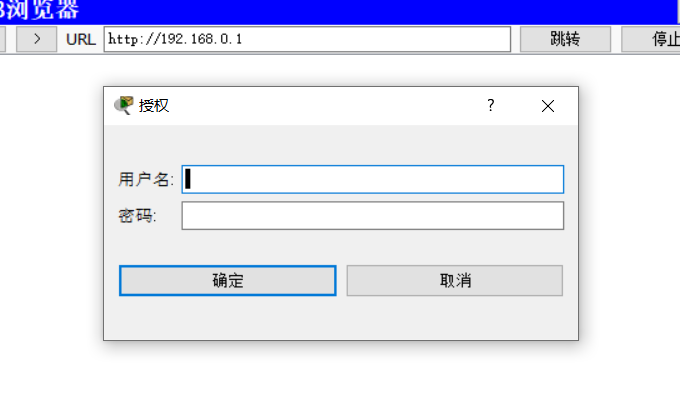 浏览器
> URL http://192.168.0.1 跳转 停止
授权 ?
用户名:
密码:
确定 取消